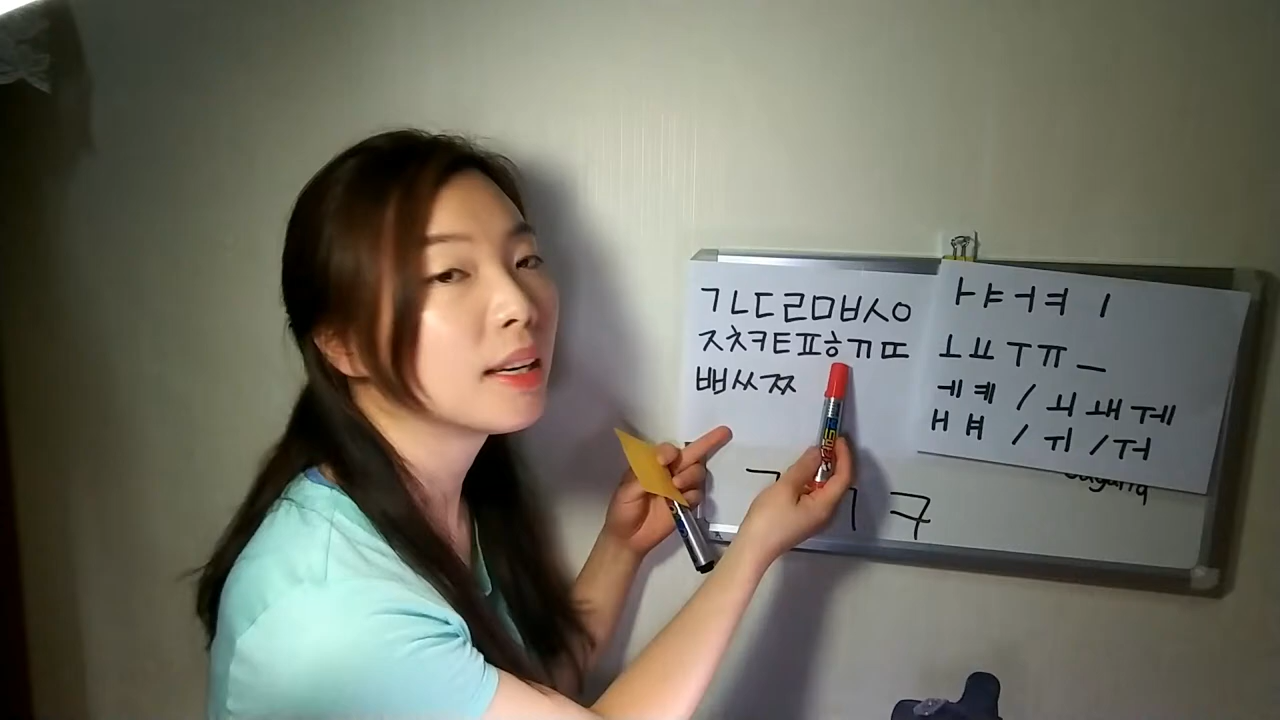 ㄱㄴㄷㄹㅁㅂㅅㅇ
ㅈㅊㅋㅌㅍㅎㄲㄸ
ㅃㅆㅉ
ㅏㅑㅓㅕㅣ
ㅗㅛㅜㅠㅡ
ㅔㅖ / ㅚㅙㅞ
ㅐㅒ / ㅟ / ㅝ
ㄱ ㄱ ㅋ